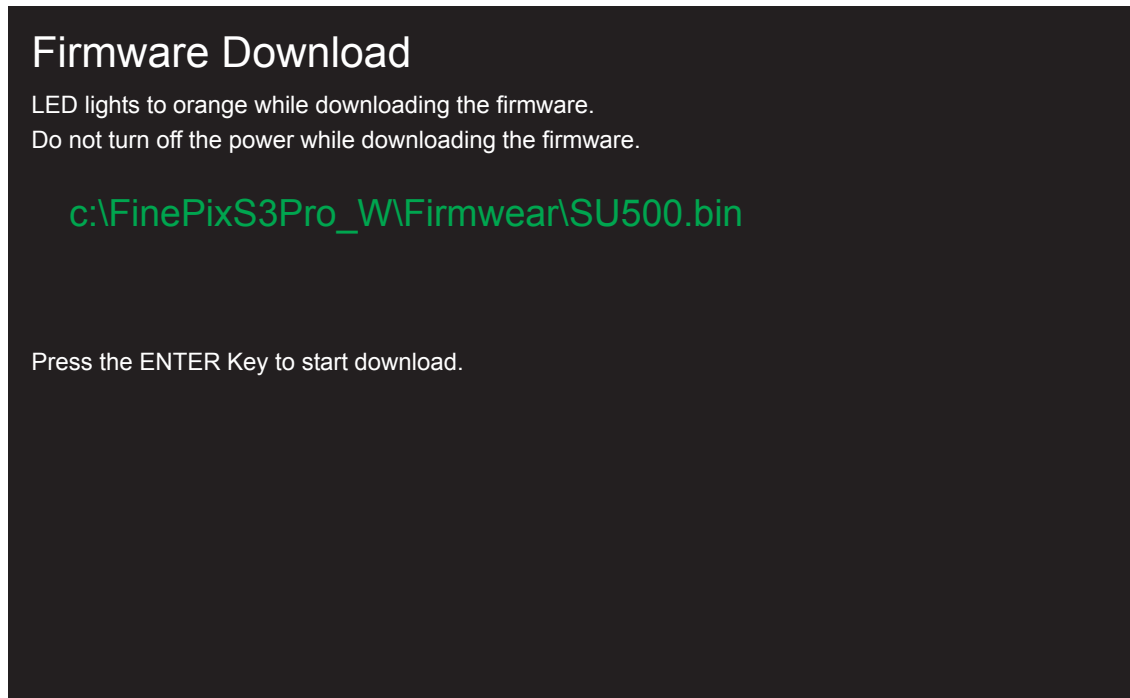 Firmware Download
LED lights to orange while downloading the firmware.
Do not turn off the power while downloading the firmware.
c:\FinePixS3Pro_W\Firmwear\SU500.bin
Press the ENTER Key to start download.